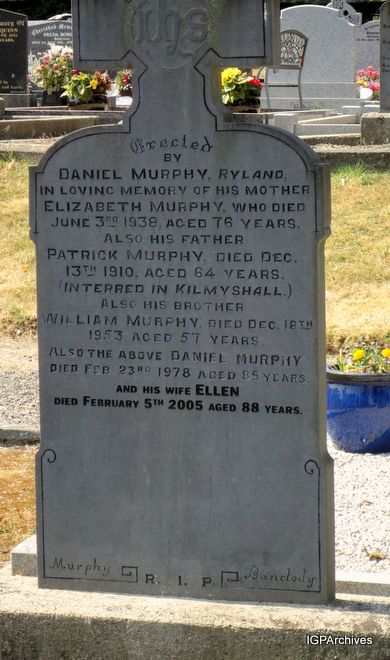 IHS
Erected
BY
DANIEL MURPHY, RYLAND,
IN LOVING MEMORY OF HIS MOTHER
ELIZABETH MURPHY, WHO DIED
JUNE 3RD 1938, AGED 76 YEARS.
ALSO HIS FATHER
PATRICK MURPHY, DIED DEC.
13TH 1910, AGED 64 YEARS.
(INTERRED IN KILMYSHALL.)
ALSO HIS BROTHER
WILLIAM MURPHY, DIED DEC. 18TH
1953, AGED 57 YEARS
ALSO THE ABOVE DANIEL MURPHY
DIED FEB. 23RD 1978 AGED 85 YEARS
AND HIS WIFE ELLEN
DIED FEBRUARY 5TH 2005 AGED 88 YEARS.
Murphy R. I. P. Bunclody
IGPArchives